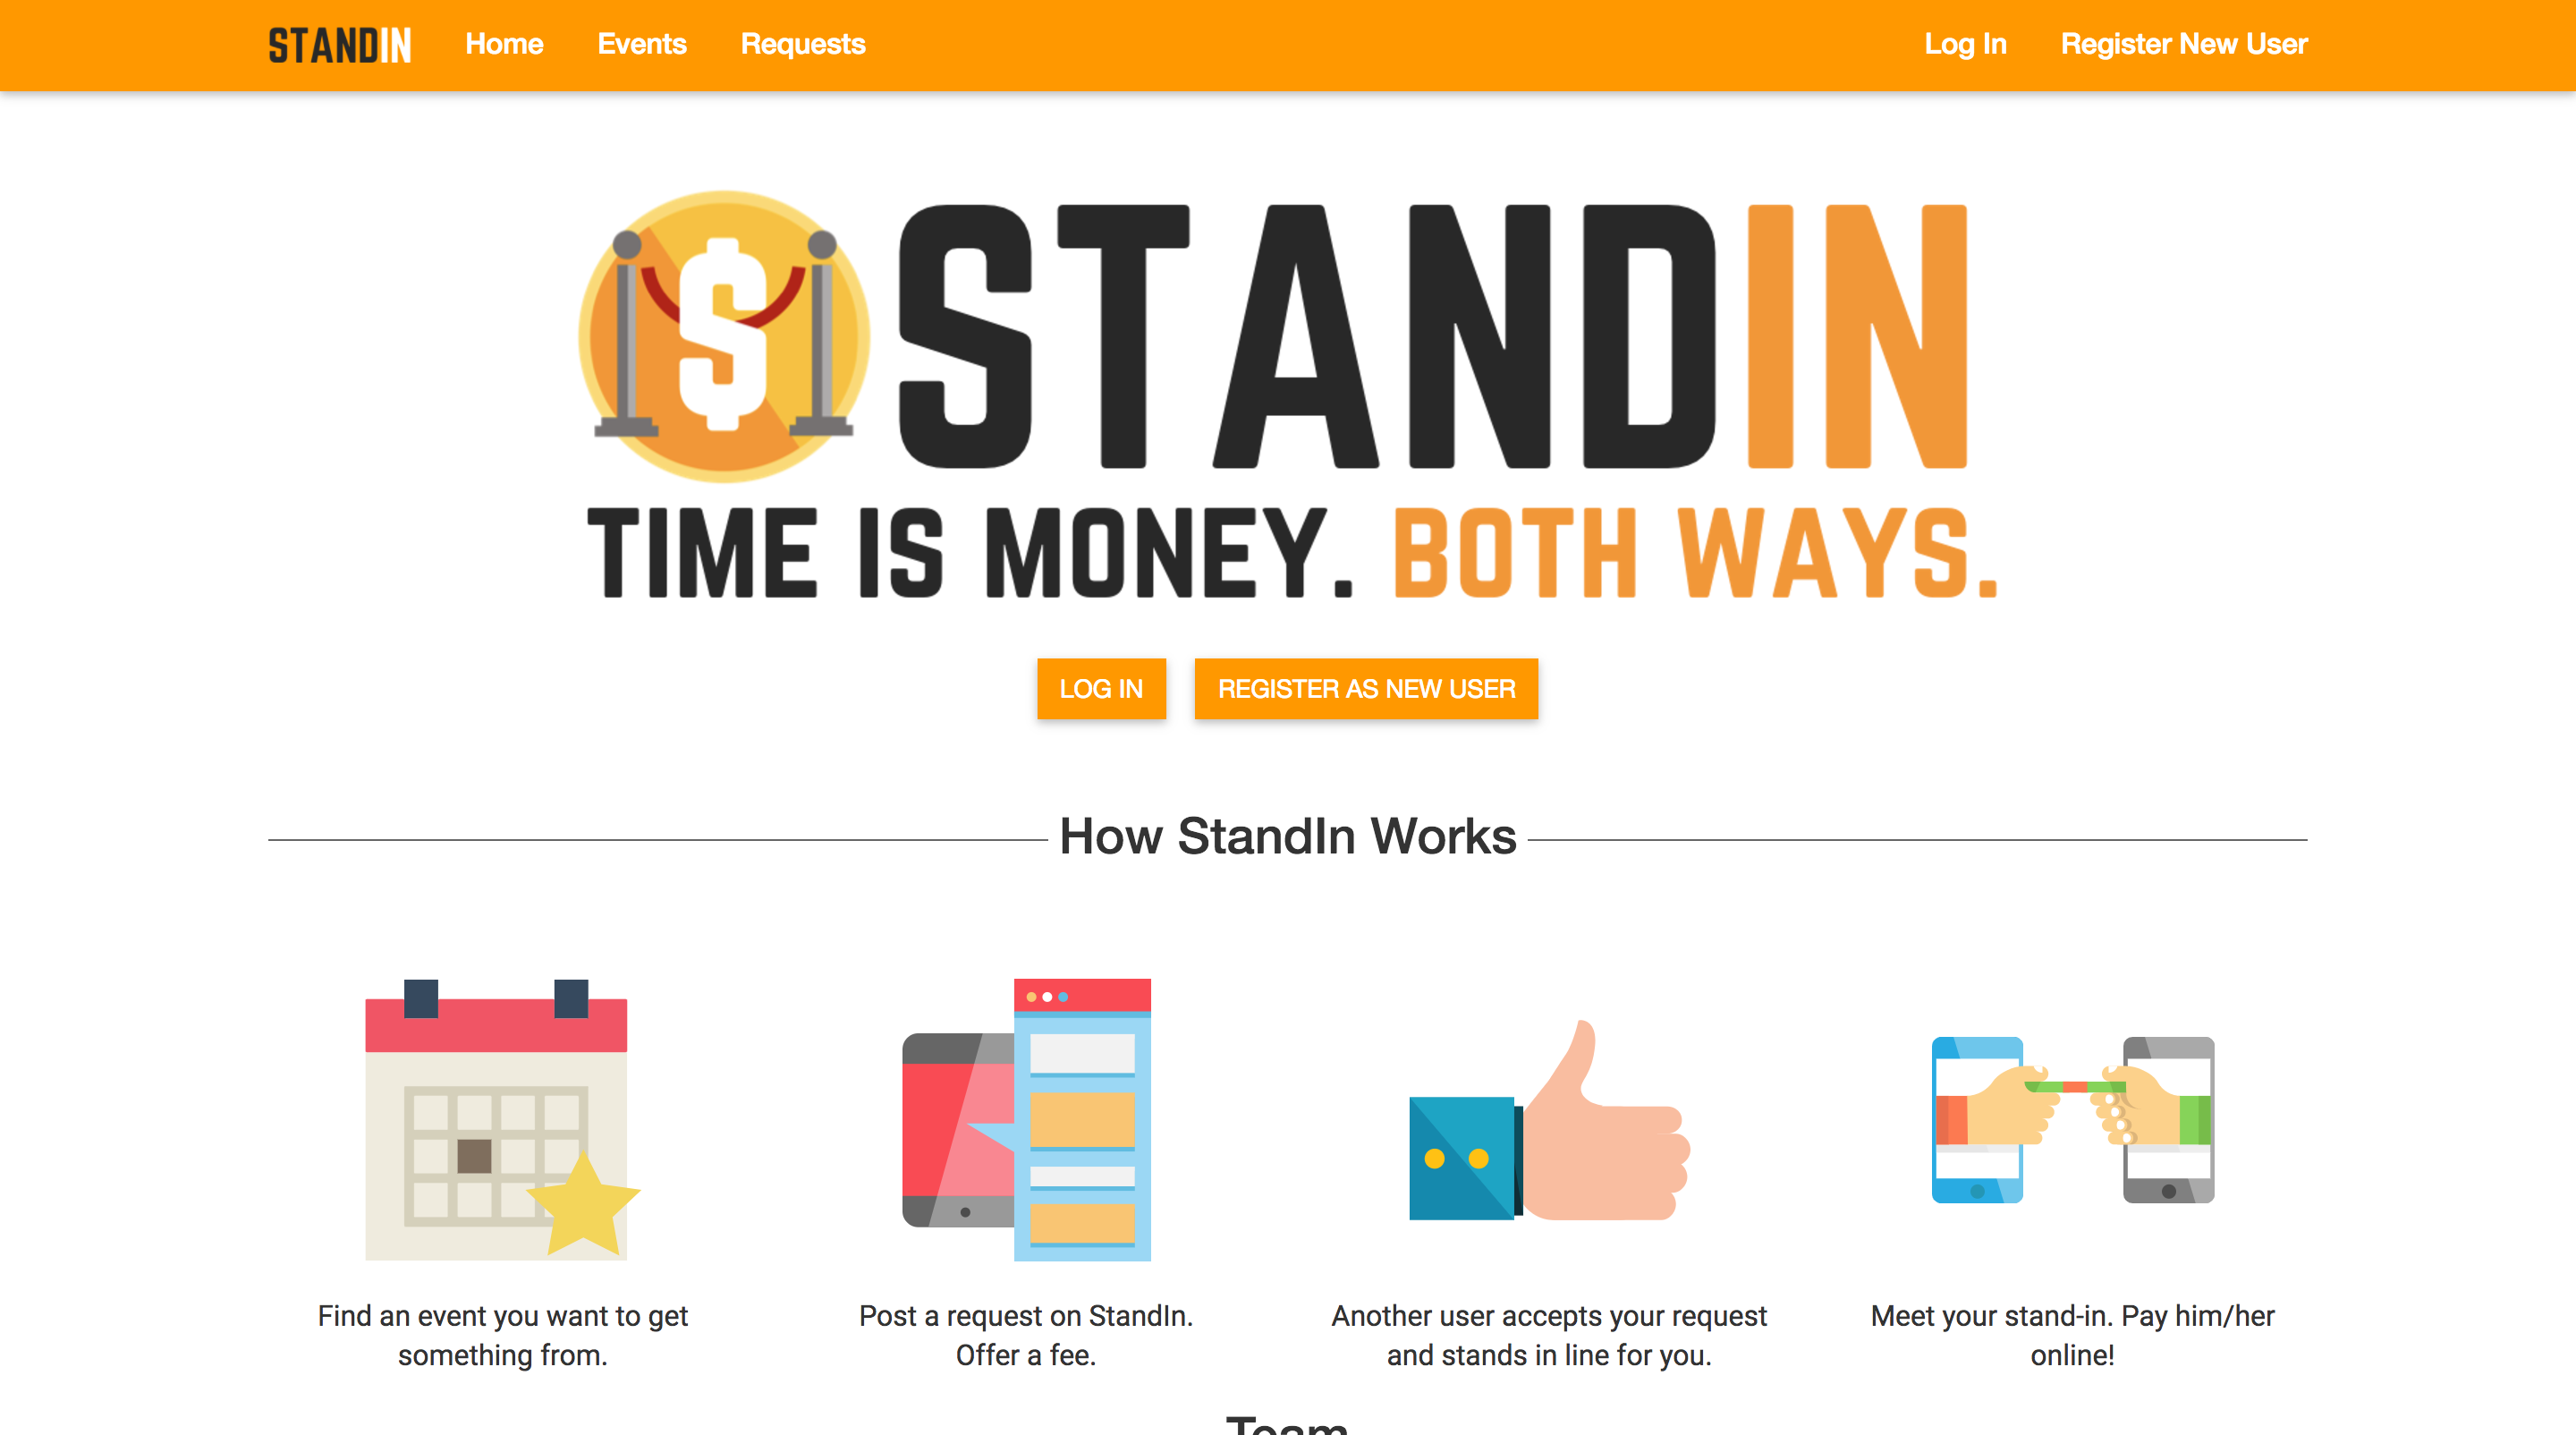 STANDIN Home Events Requests Log In Register New User
$ STANDIN
TIME IS MONEY. BOTH WAYS.
LOG IN REGISTER AS NEW USER
How StandIn Works
Find an event you want to get
something from.
Post a request on StandIn.
Offer a fee.
Another user accepts your request
and stands in line for you.
Meet your stand-in. Pay him/her
online!
Team